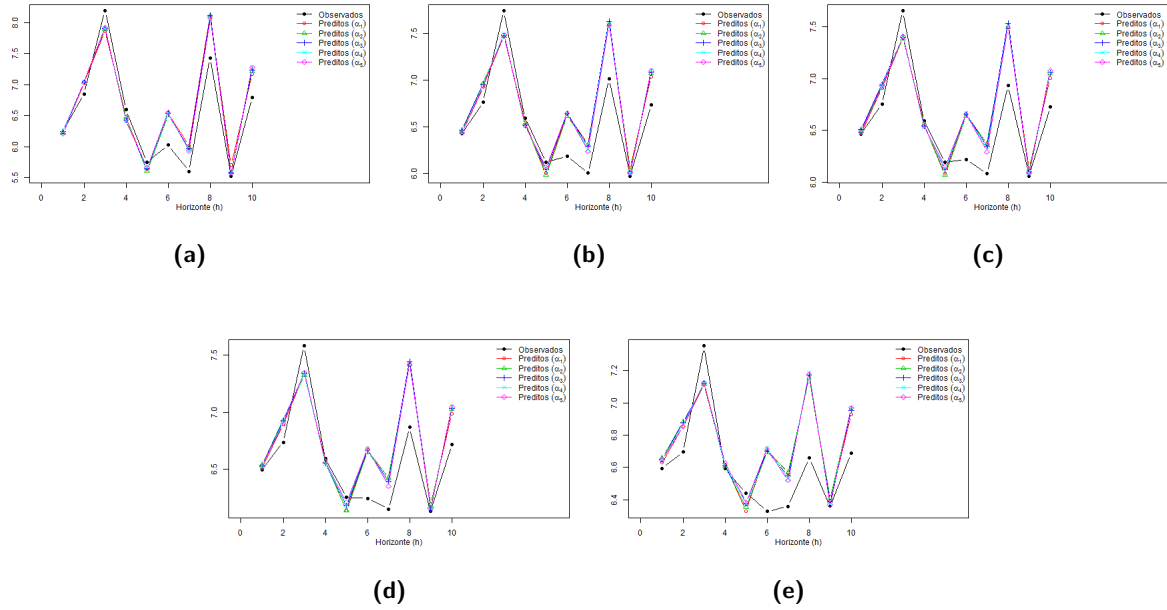 8.0
7.5
7.0
6.5
6.0
5.5
0 2 4 6 8 10
Horizonte (h)
Observados
Preditos (α₁)
Preditos (α₂)
Preditos (α₃)
Preditos (α₄)
Preditos (α₅)
(a)
7.5
7.0
6.5
6.0
0 2 4 6 8 10
Horizonte (h)
Observados
Preditos (α₁)
Preditos (α₂)
Preditos (α₃)
Preditos (α₄)
Preditos (α₅)
(b)
7.5
7.0
6.5
6.0
0 2 4 6 8 10
Horizonte (h)
Observados
Preditos (α₁)
Preditos (α₂)
Preditos (α₃)
Preditos (α₄)
Preditos (α₅)
(c)
7.5
7.0
6.5
0 2 4 6 8 10
Horizonte (h)
Observados
Preditos (α₁)
Preditos (α₂)
Preditos (α₃)
Preditos (α₄)
Preditos (α₅)
(d)
7.2
7.0
6.8
6.6
6.4
0 2 4 6 8 10
Horizonte (h)
Observados
Preditos (α₁)
Preditos (α₂)
Preditos (α₃)
Preditos (α₄)
Preditos (α₅)
(e)